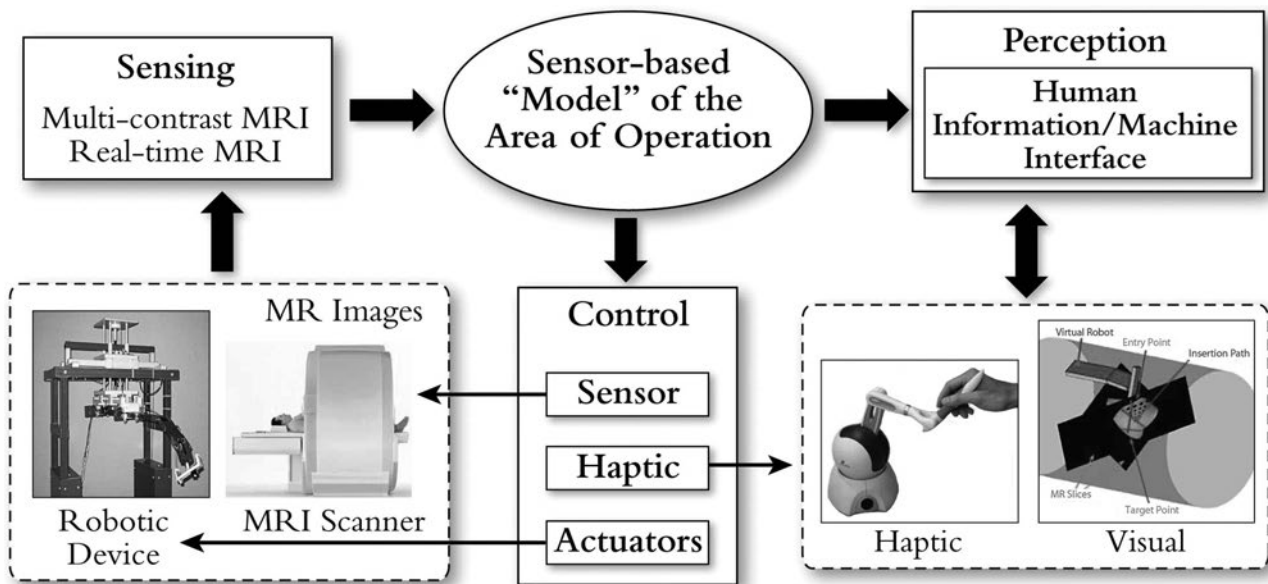 Sensing
Multi-contrast MRI
Real-time MRI
Sensor-based
“Model” of the
Area of Operation
Perception
Human
Information/Machine
Interface
MR Images
Robotic
Device
MRI Scanner
Control
Sensor
Haptic
Actuators
Virtual Robot
Entry Point
Insertion Path
MR Slices
Target Point
Haptic
Visual